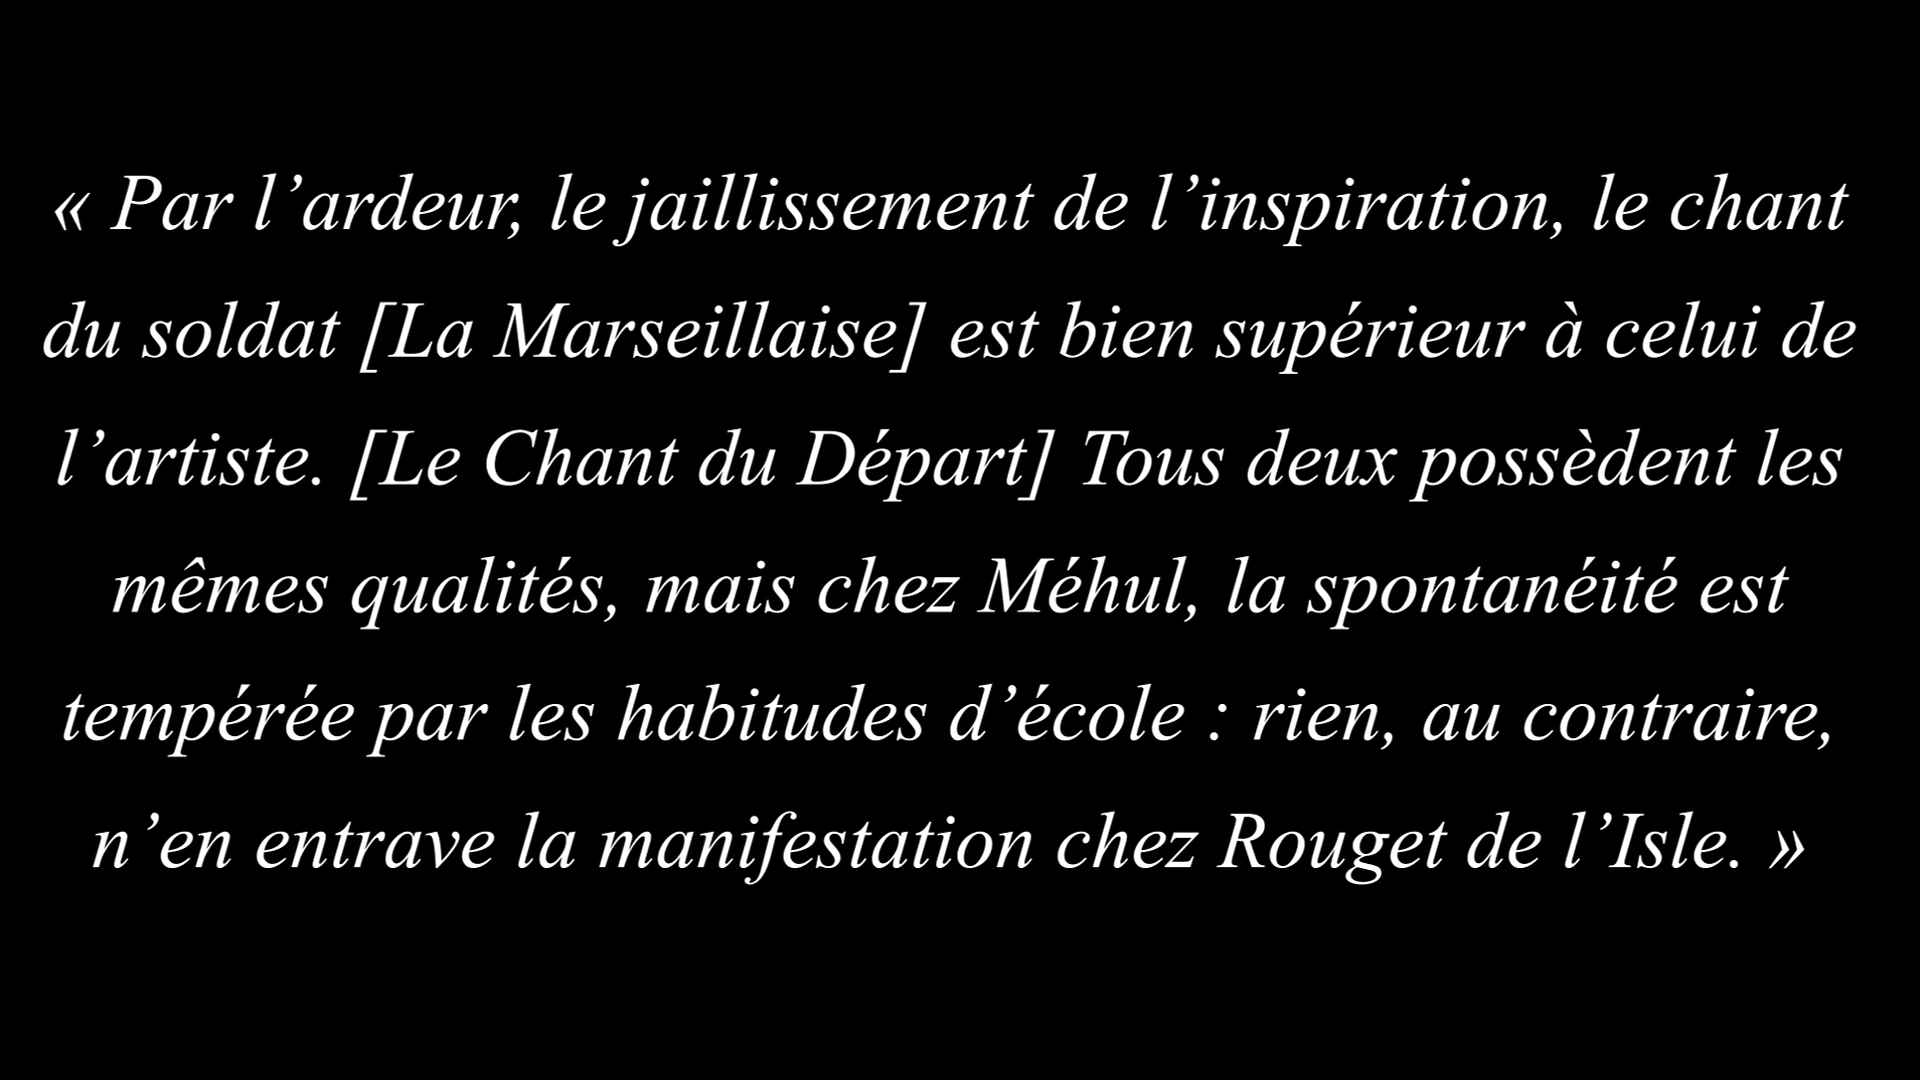 « Par l’ardeur, le jaillissement de l’inspiration, le chant
du soldat [La Marseillaise] est bien supérieur à celui de
l’artiste. [Le Chant du Départ] Tous deux possèdent les
mêmes qualités, mais chez Méhul, la spontanéité est
tempérée par les habitudes d’école : rien, au contraire,
n’en entrave la manifestation chez Rouget de l’Isle. »